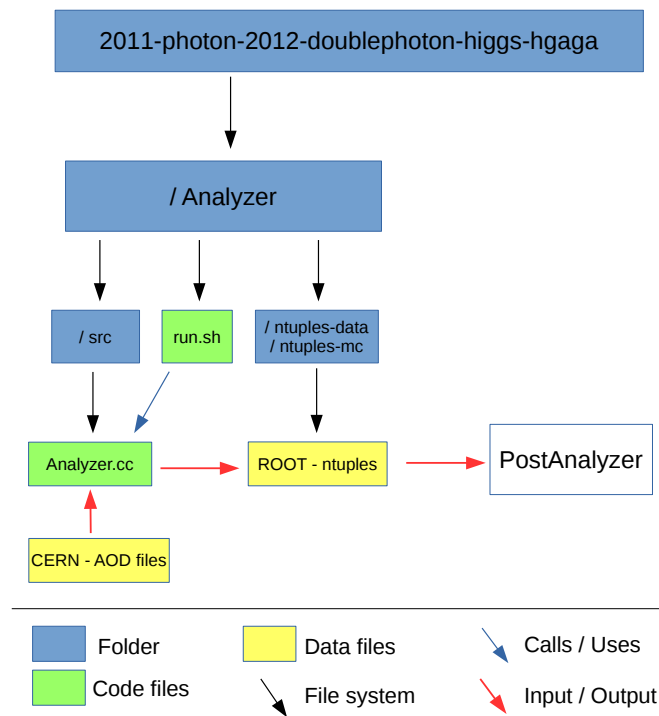 2011-photon-2012-doublephoton-higgs-hgaga
/ Analyzer
/ src
run.sh
/ ntuples-data
/ ntuples-mc
Analyzer.cc
ROOT - ntuples
PostAnalyzer
CERN - AOD files
Folder
Data files
Calls / Uses
Code files
File system
Input / Output